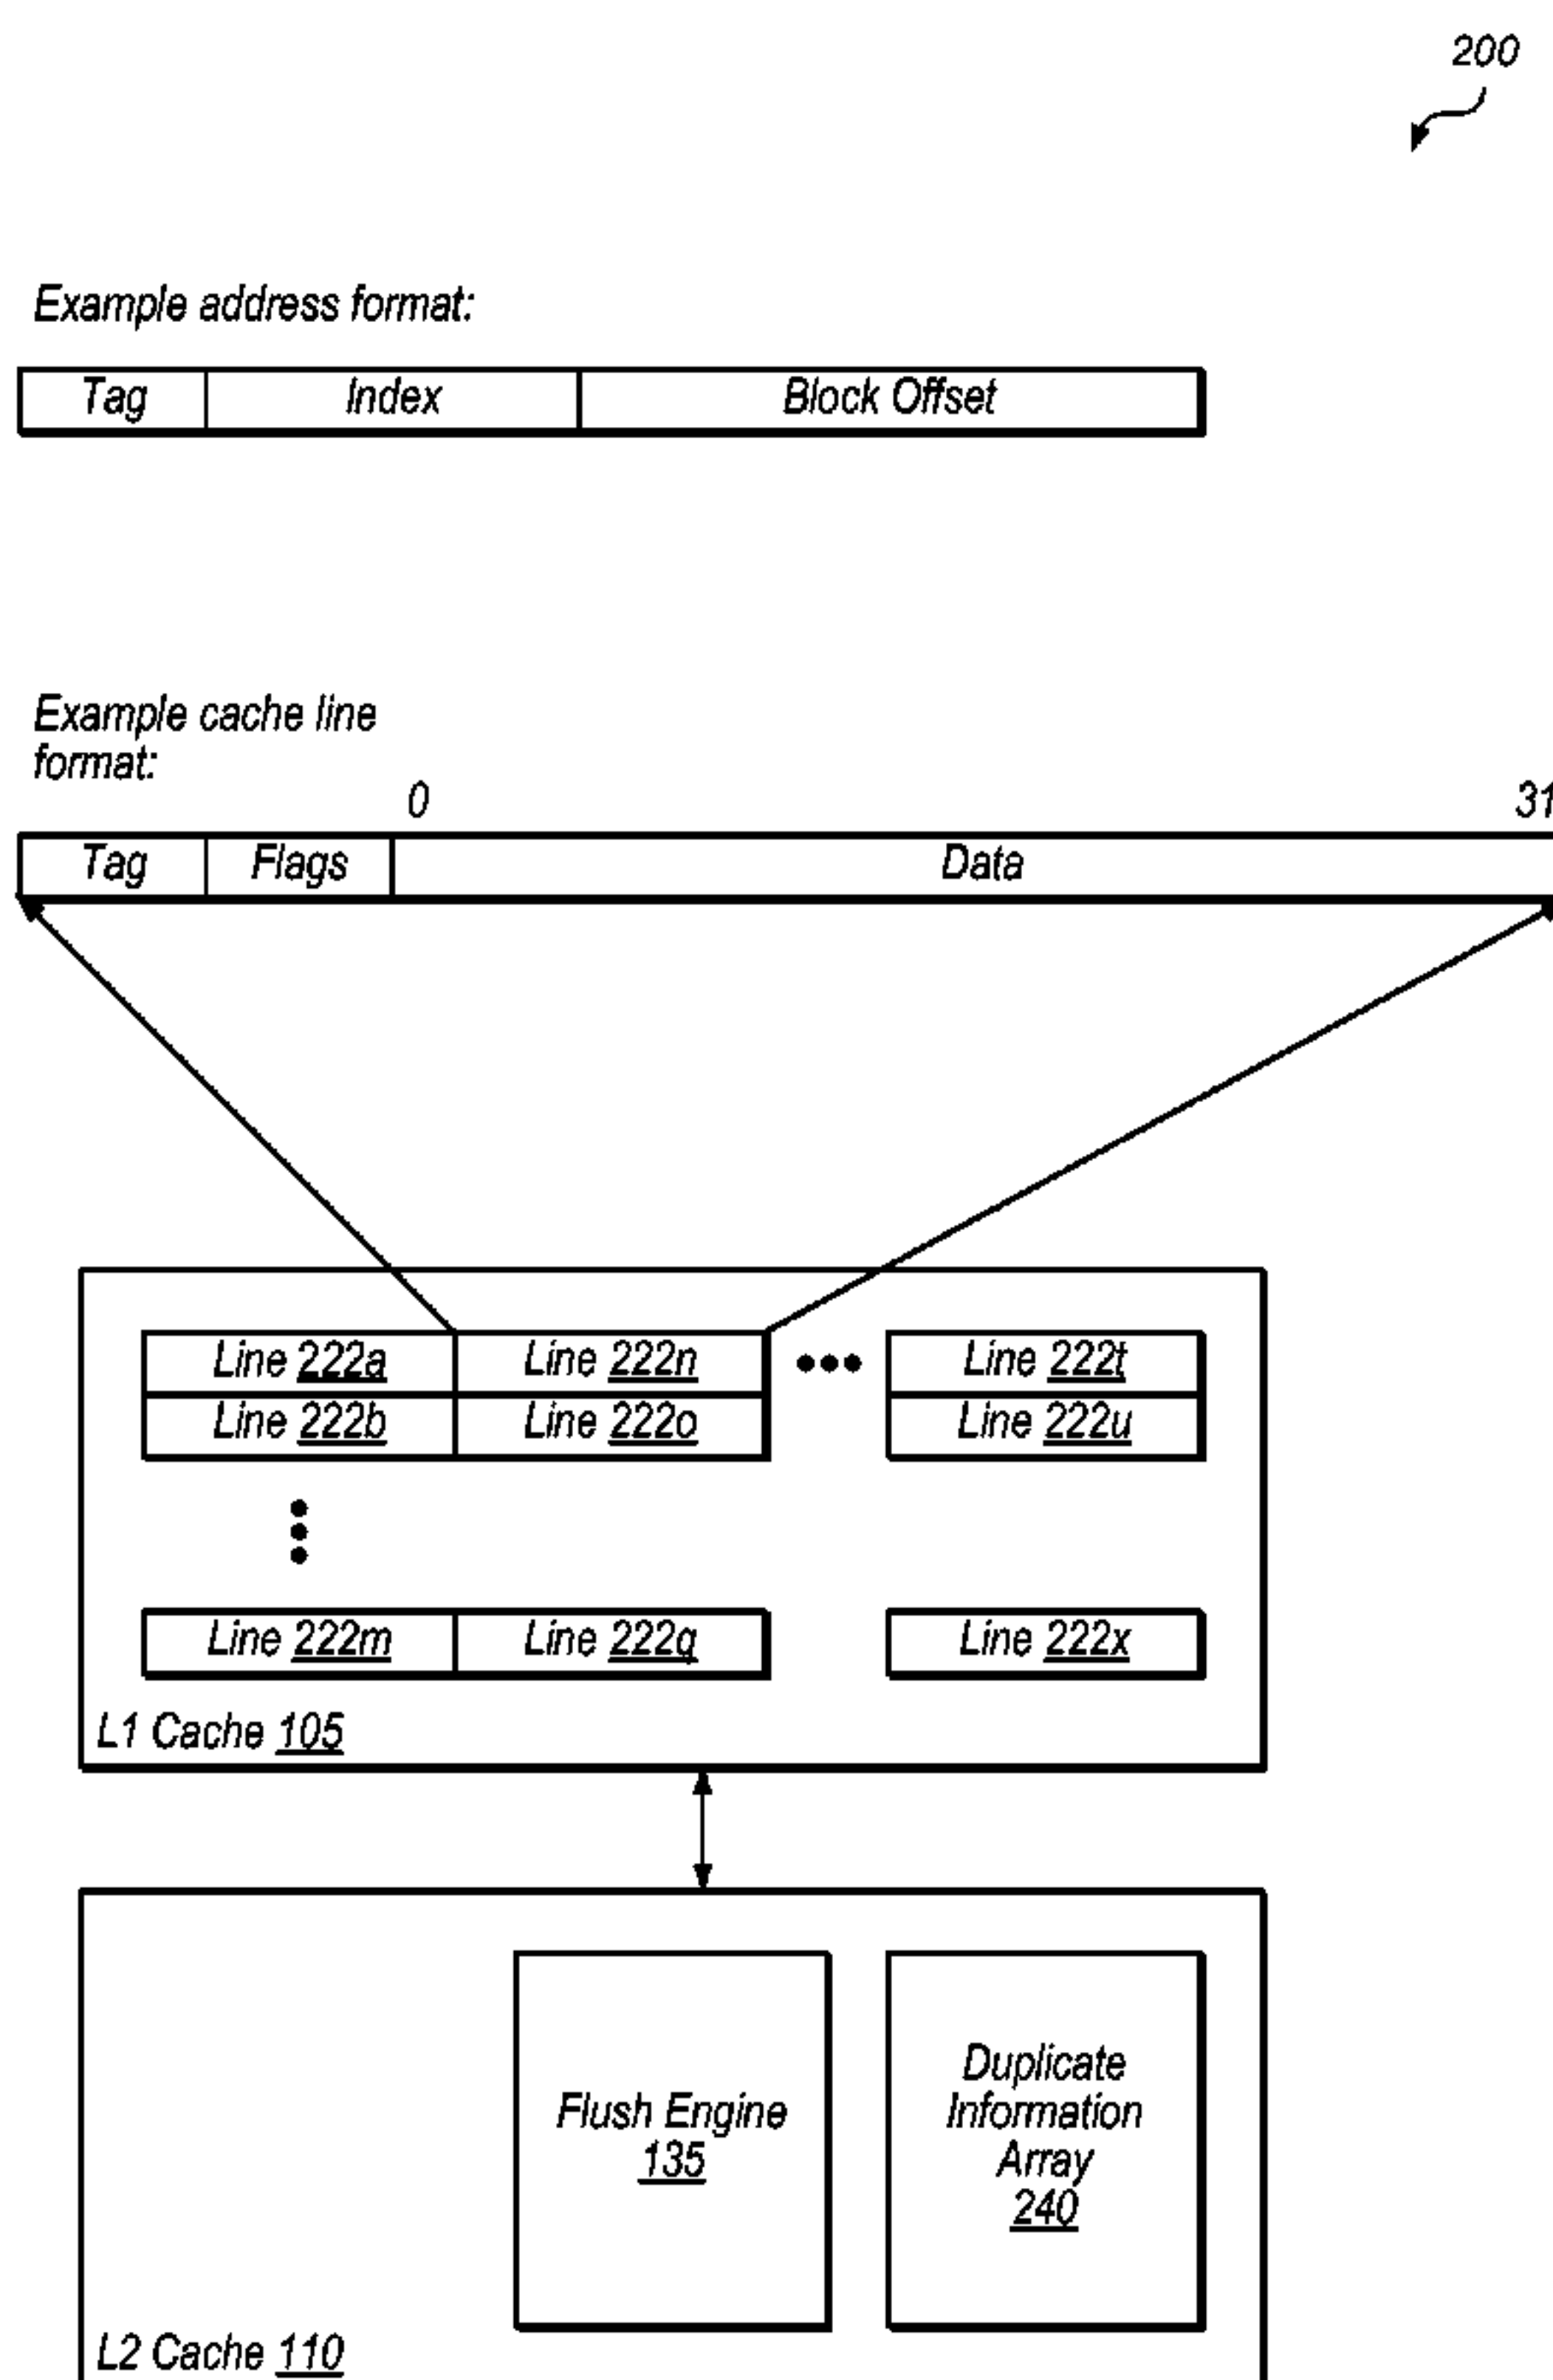 200
Example address format:
Tag Index Block Offset
Example cache line
format:
0 31
Tag Flags Data
Line 222a Line 222n Line 222t
Line 222b Line 222o Line 222u
Line 222m Line 222q Line 222x
L1 Cache 105
Flush Engine
135
Duplicate
Information
Array
240
L2 Cache 110